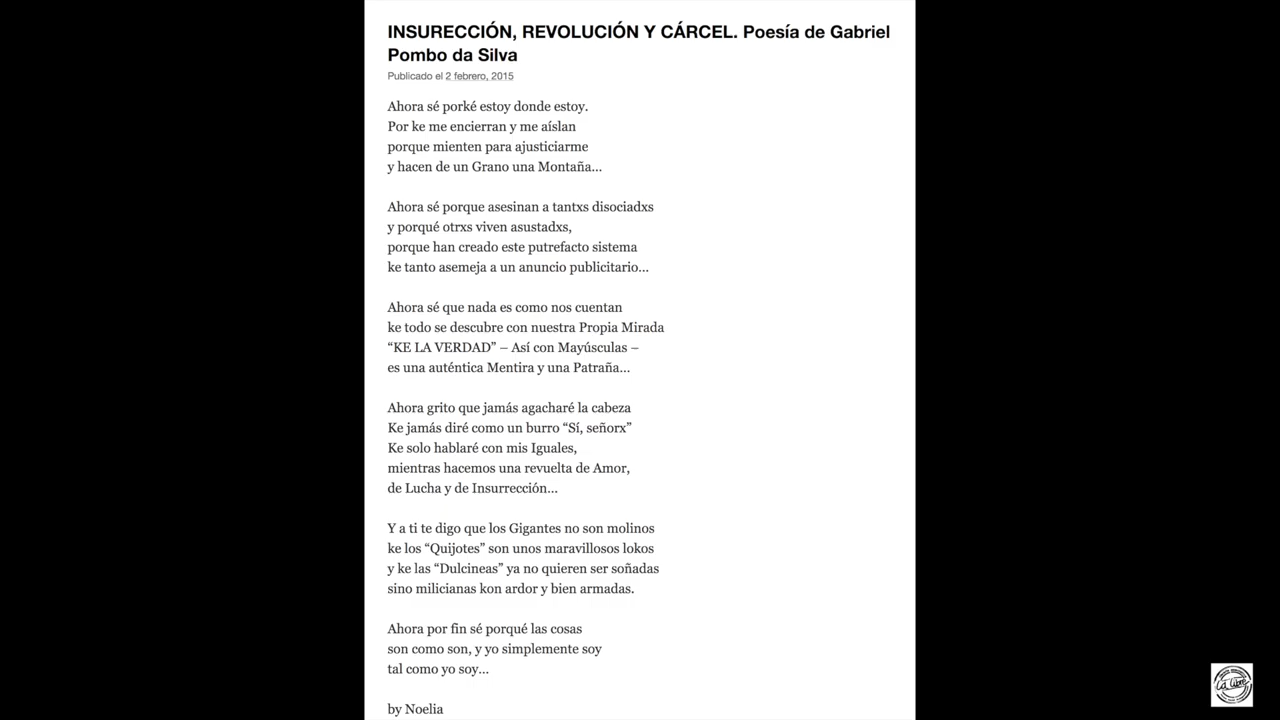 INSURECCIÓN, REVOLUCIÓN Y CÁRCEL. Poesía de Gabriel
Pombo da Silva
Publicado el 2 febrero, 2015
Ahora sé porké estoy donde estoy.
Por ke me encierran y me aíslan
porque mienten para ajusticiarme
y hacen de un Grano una Montaña...
Ahora sé porque asesinan a tantxs disociadxs
y porqué otrxs viven asustadxs,
porque han creado este putrefacto sistema
ke tanto asemeja a un anuncio publicitario...
Ahora sé que nada es como nos cuentan
ke todo se descubre con nuestra Propia Mirada
“KE LA VERDAD” – Así con Mayúsculas –
es una auténtica Mentira y una Patraña...
Ahora grito que jamás agacharé la cabeza
Ke jamás diré como un burro “Sí, señorx”
Ke solo hablaré con mis Iguales,
mientras hacemos una revuelta de Amor,
de Lucha y de Insurrección...
Y a ti te digo que los Gigantes no son molinos
ke los “Quijotes” son unos maravillosos lokos
y ke las “Dulcineas” ya no quieren ser soñadas
sino milicianas kon ardor y bien armadas.
Ahora por fin sé porqué las cosas
son como son, y yo simplemente soy
tal como yo soy...
by Noelia